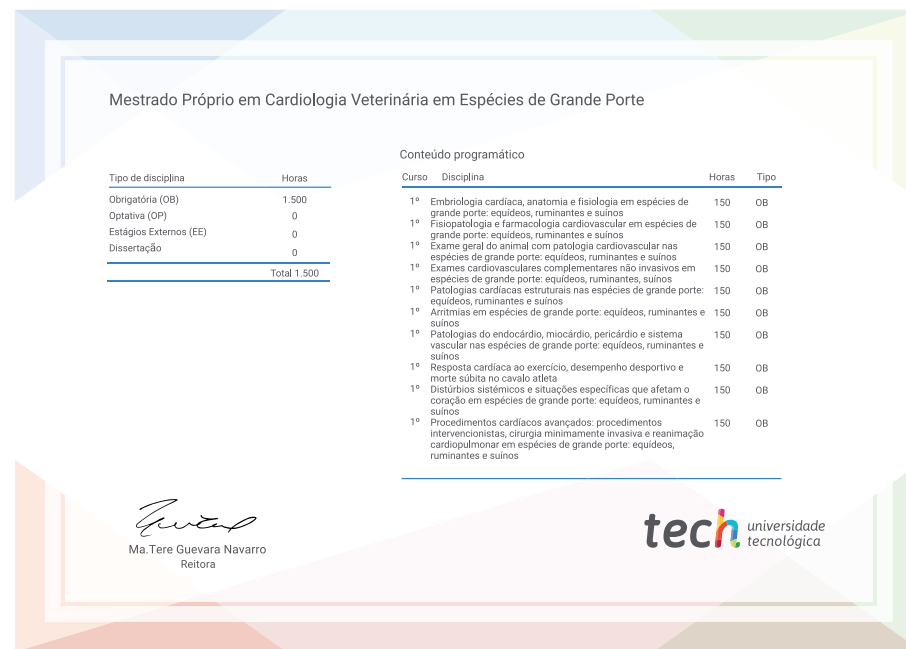 Mestrado Próprio em Cardiologia Veterinária em Espécies de Grande Porte
Tipo de disciplina Horas
Obrigatória (OB) 1.500
Optativa (OP) 0
Estágios Externos (EE) 0
Dissertação 0
Total 1.500
Conteúdo programático
Curso Disciplina Horas Tipo
1º Embriologia cardíaca, anatomia e fisiologia em espécies de 150 OB
grande porte: equídeos, ruminantes e suínos
1º Fisiopatologia e farmacologia cardiovascular em espécies de 150 OB
grande porte: equídeos, ruminantes e suínos
1º Exame geral do animal com patologia cardiovascular nas 150 OB
espécies de grande porte: equídeos, ruminantes e suínos
1º Exames cardiovasculares complementares não invasivos em 150 OB
espécies de grande porte: equídeos, ruminantes, suínos
1º Patologias cardíacas estruturais nas espécies de grande porte: 150 OB
equídeos, ruminantes e suínos
1º Arritmias em espécies de grande porte: equídeos, ruminantes e 150 OB
suínos
1º Patologias do endocárdio, miocárdio, pericárdio e sistema 150 OB
vascular nas espécies de grande porte: equídeos, ruminantes e
suínos
1º Resposta cardíaca ao exercício, desempenho desportivo e 150 OB
morte súbita no cavalo atleta
1º Distúrbios sistémicos e situações específicas que afetam o 150 OB
coração em espécies de grande porte: equídeos, ruminantes e
suínos
1º Procedimentos cardíacos avançados: procedimentos 150 OB
intervencionistas, cirurgia minimamente invasiva e reanimação
cardiopulmonar em espécies de grande porte: equídeos,
ruminantes e suínos
Ma.Tere Guevara Navarro
Reitora
tech universidade
tecnológica